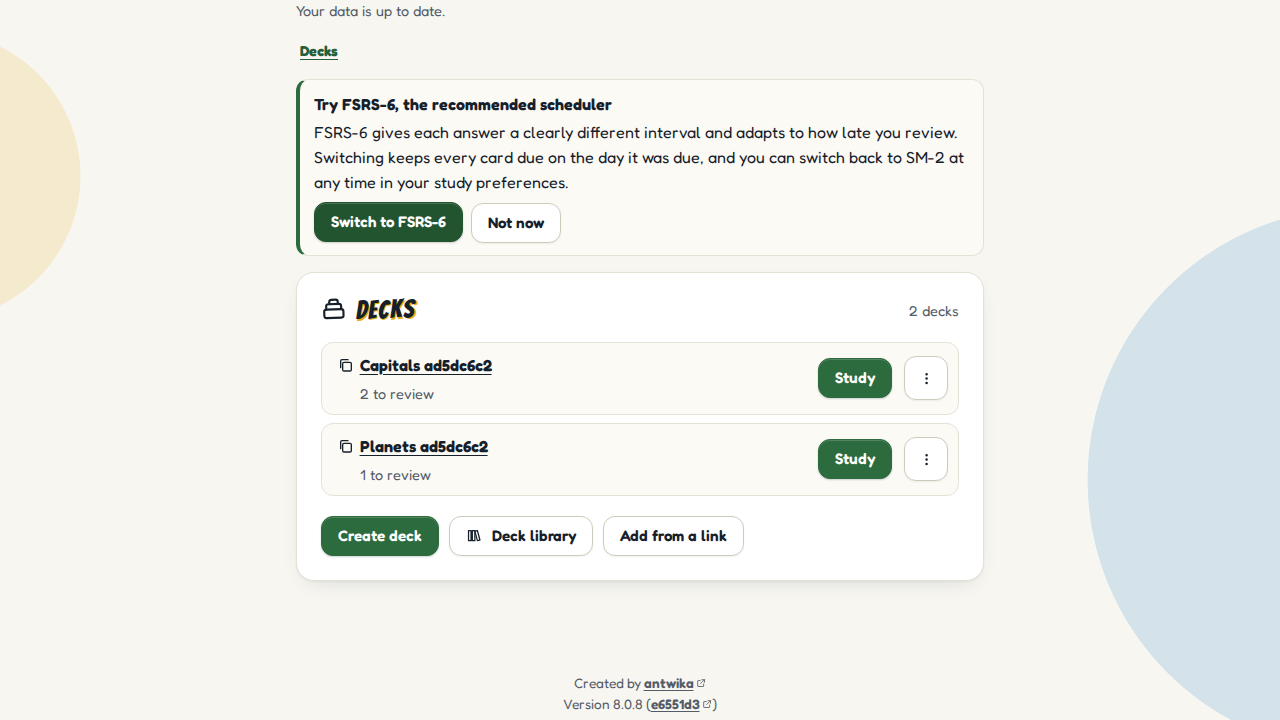 Your data is up to date.
Decks
Try FSRS-6, the recommended scheduler
FSRS-6 gives each answer a clearly different interval and adapts to how late you review.
Switching keeps every card due on the day it was due, and you can switch back to SM-2 at
any time in your study preferences.
Switch to FSRS-6
Not now
DECKS
2 decks
Capitals ad5dc6c2
2 to review
Study
Planets ad5dc6c2
1 to review
Study
Create deck
Deck library
Add from a link
Created by antwika
Version 8.0.8 (e6551d3)